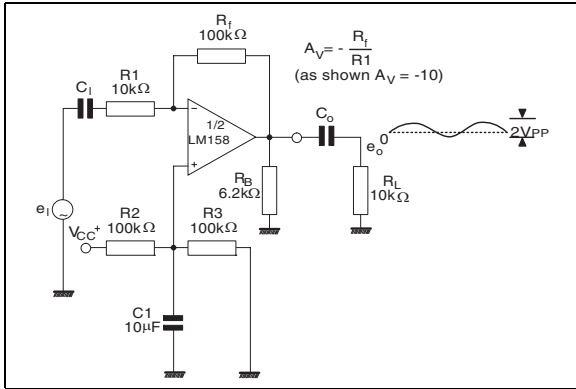 Rf
100kΩ
AV = - Rf
R1
(as shown AV = -10)
R1
10kΩ
CI
1/2
LM158
Co
0
eo
2VPP
RB
6.2kΩ
RL
10kΩ
eI
~
VCC+
R2
100kΩ
R3
100kΩ
C1
10μF